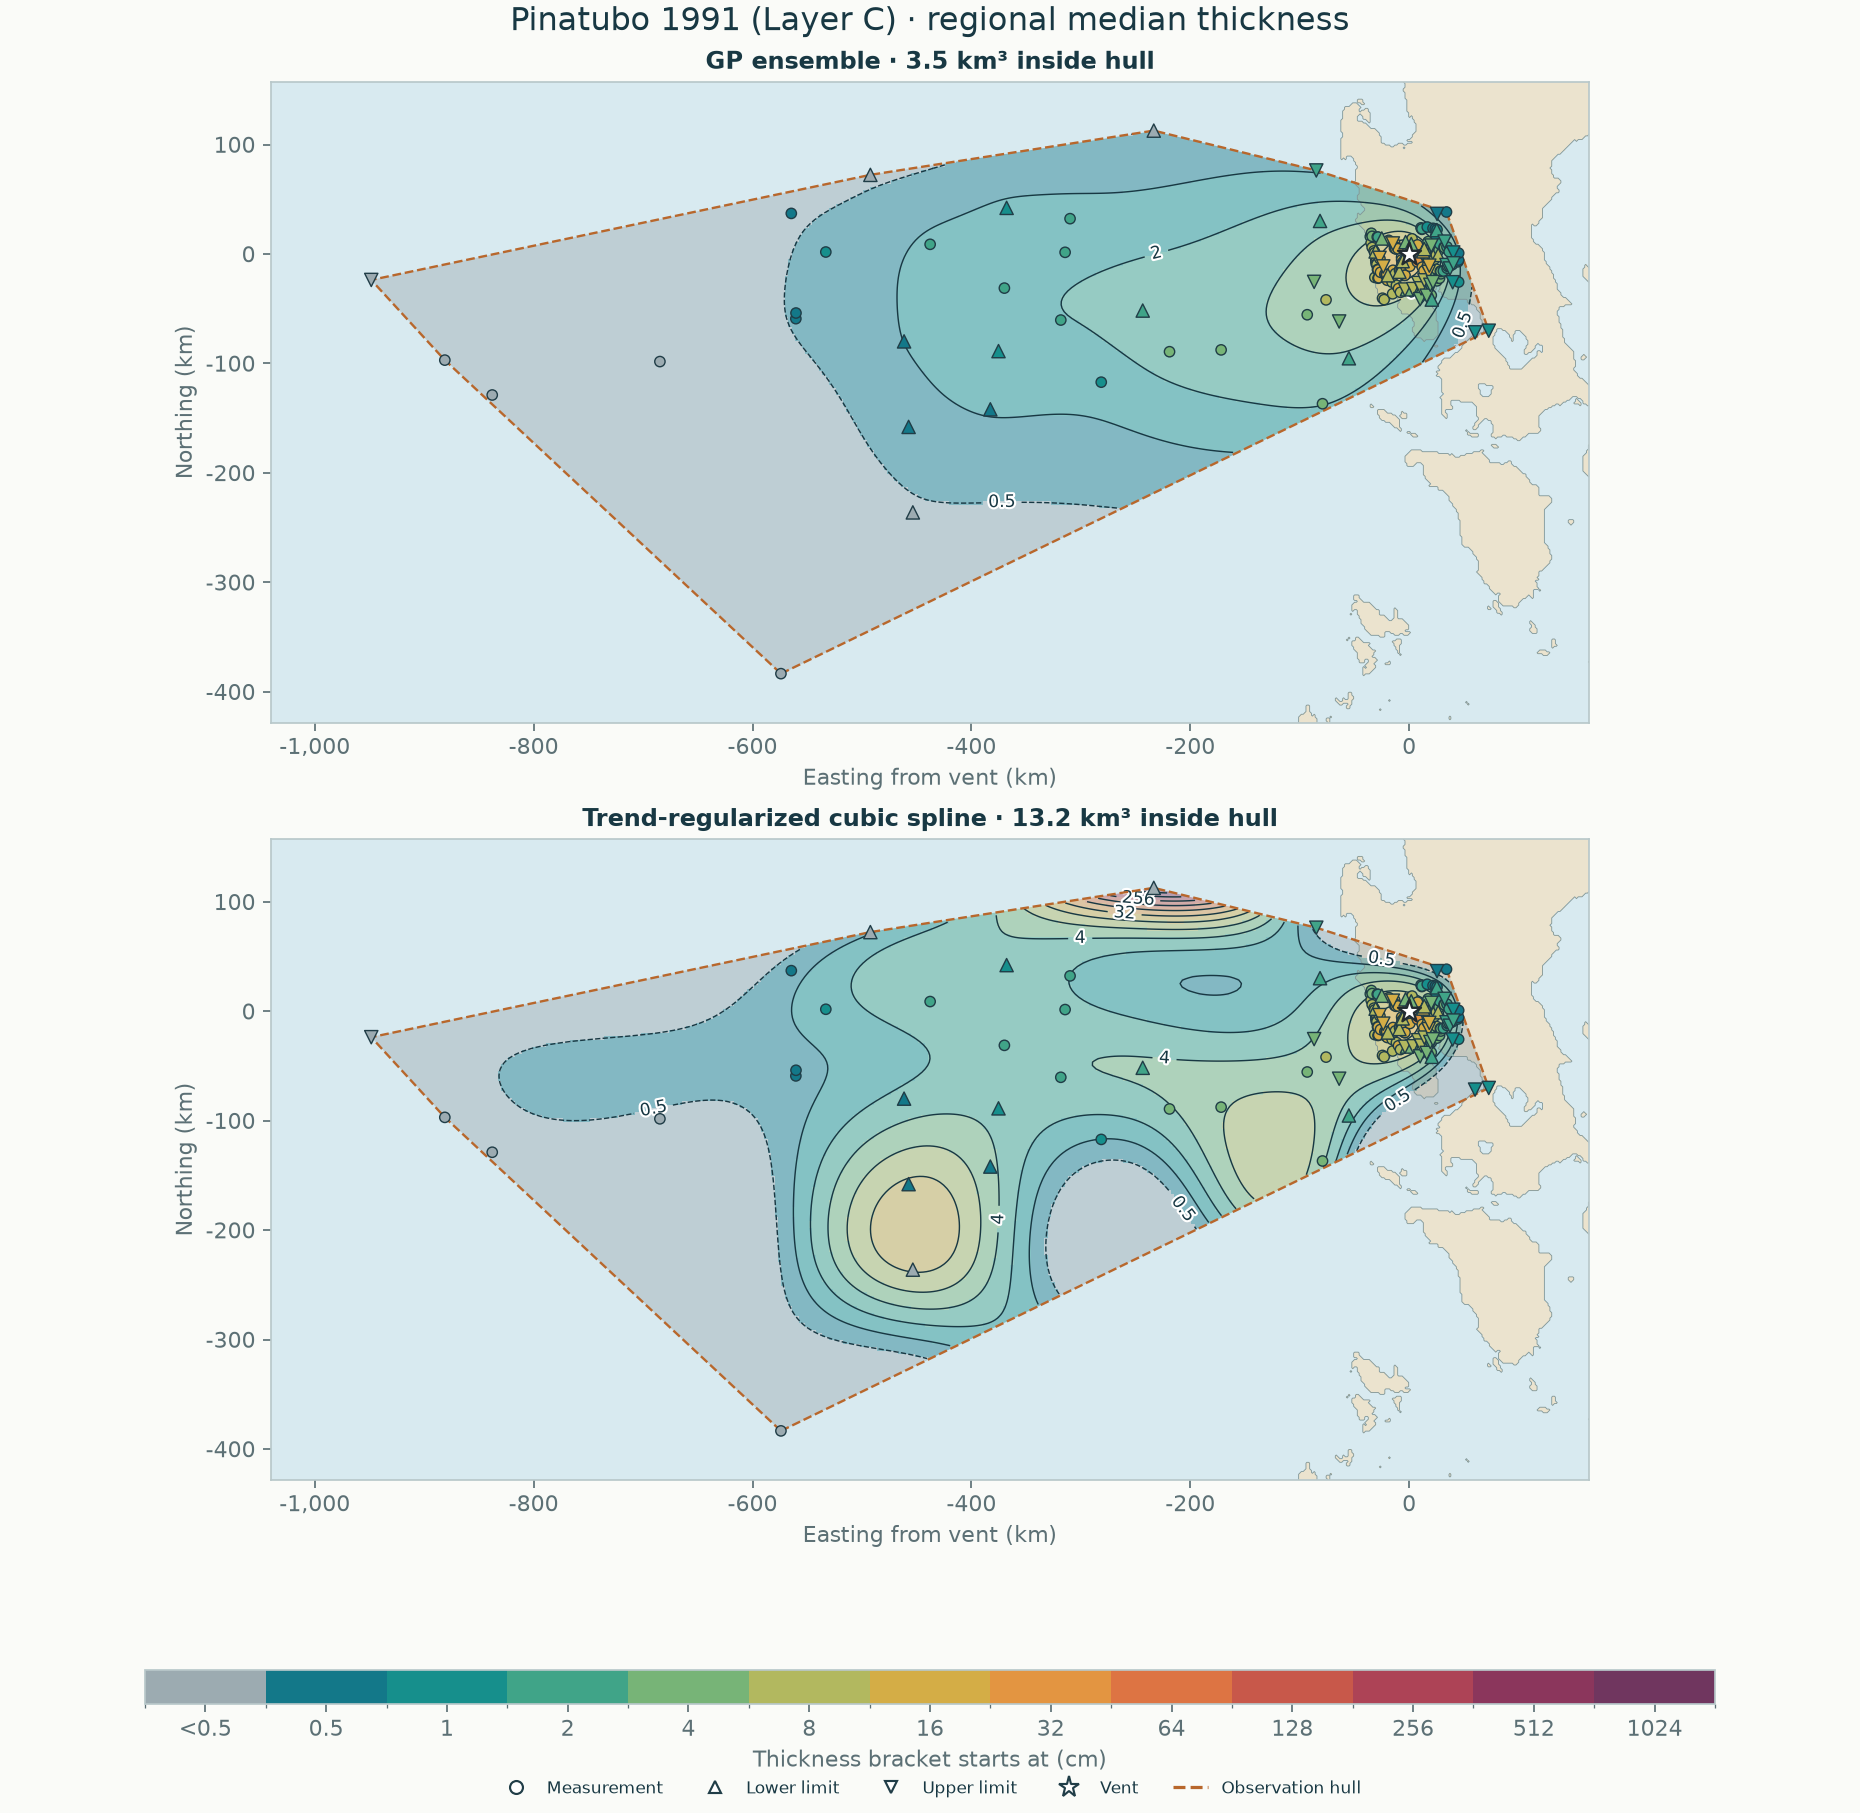 Pinatubo 1991 (Layer C) · regional median thickness
GP ensemble · 3.5 km³ inside hull
100
0
-100
-200
-300
-400
Northing (km)
2
0.5
0.5
-1,000 -800 -600 -400 -200 0
Easting from vent (km)
Trend-regularized cubic spline · 13.2 km³ inside hull
100
0
-100
-200
-300
-400
Northing (km)
256
32
4
0.5
4
0.5
0.5
4
0.5
-1,000 -800 -600 -400 -200 0
Easting from vent (km)
<0.5 0.5 1 2 4 8 16 32 64 128 256 512 1024
Thickness bracket starts at (cm)
Measurement Lower limit Upper limit Vent Observation hull